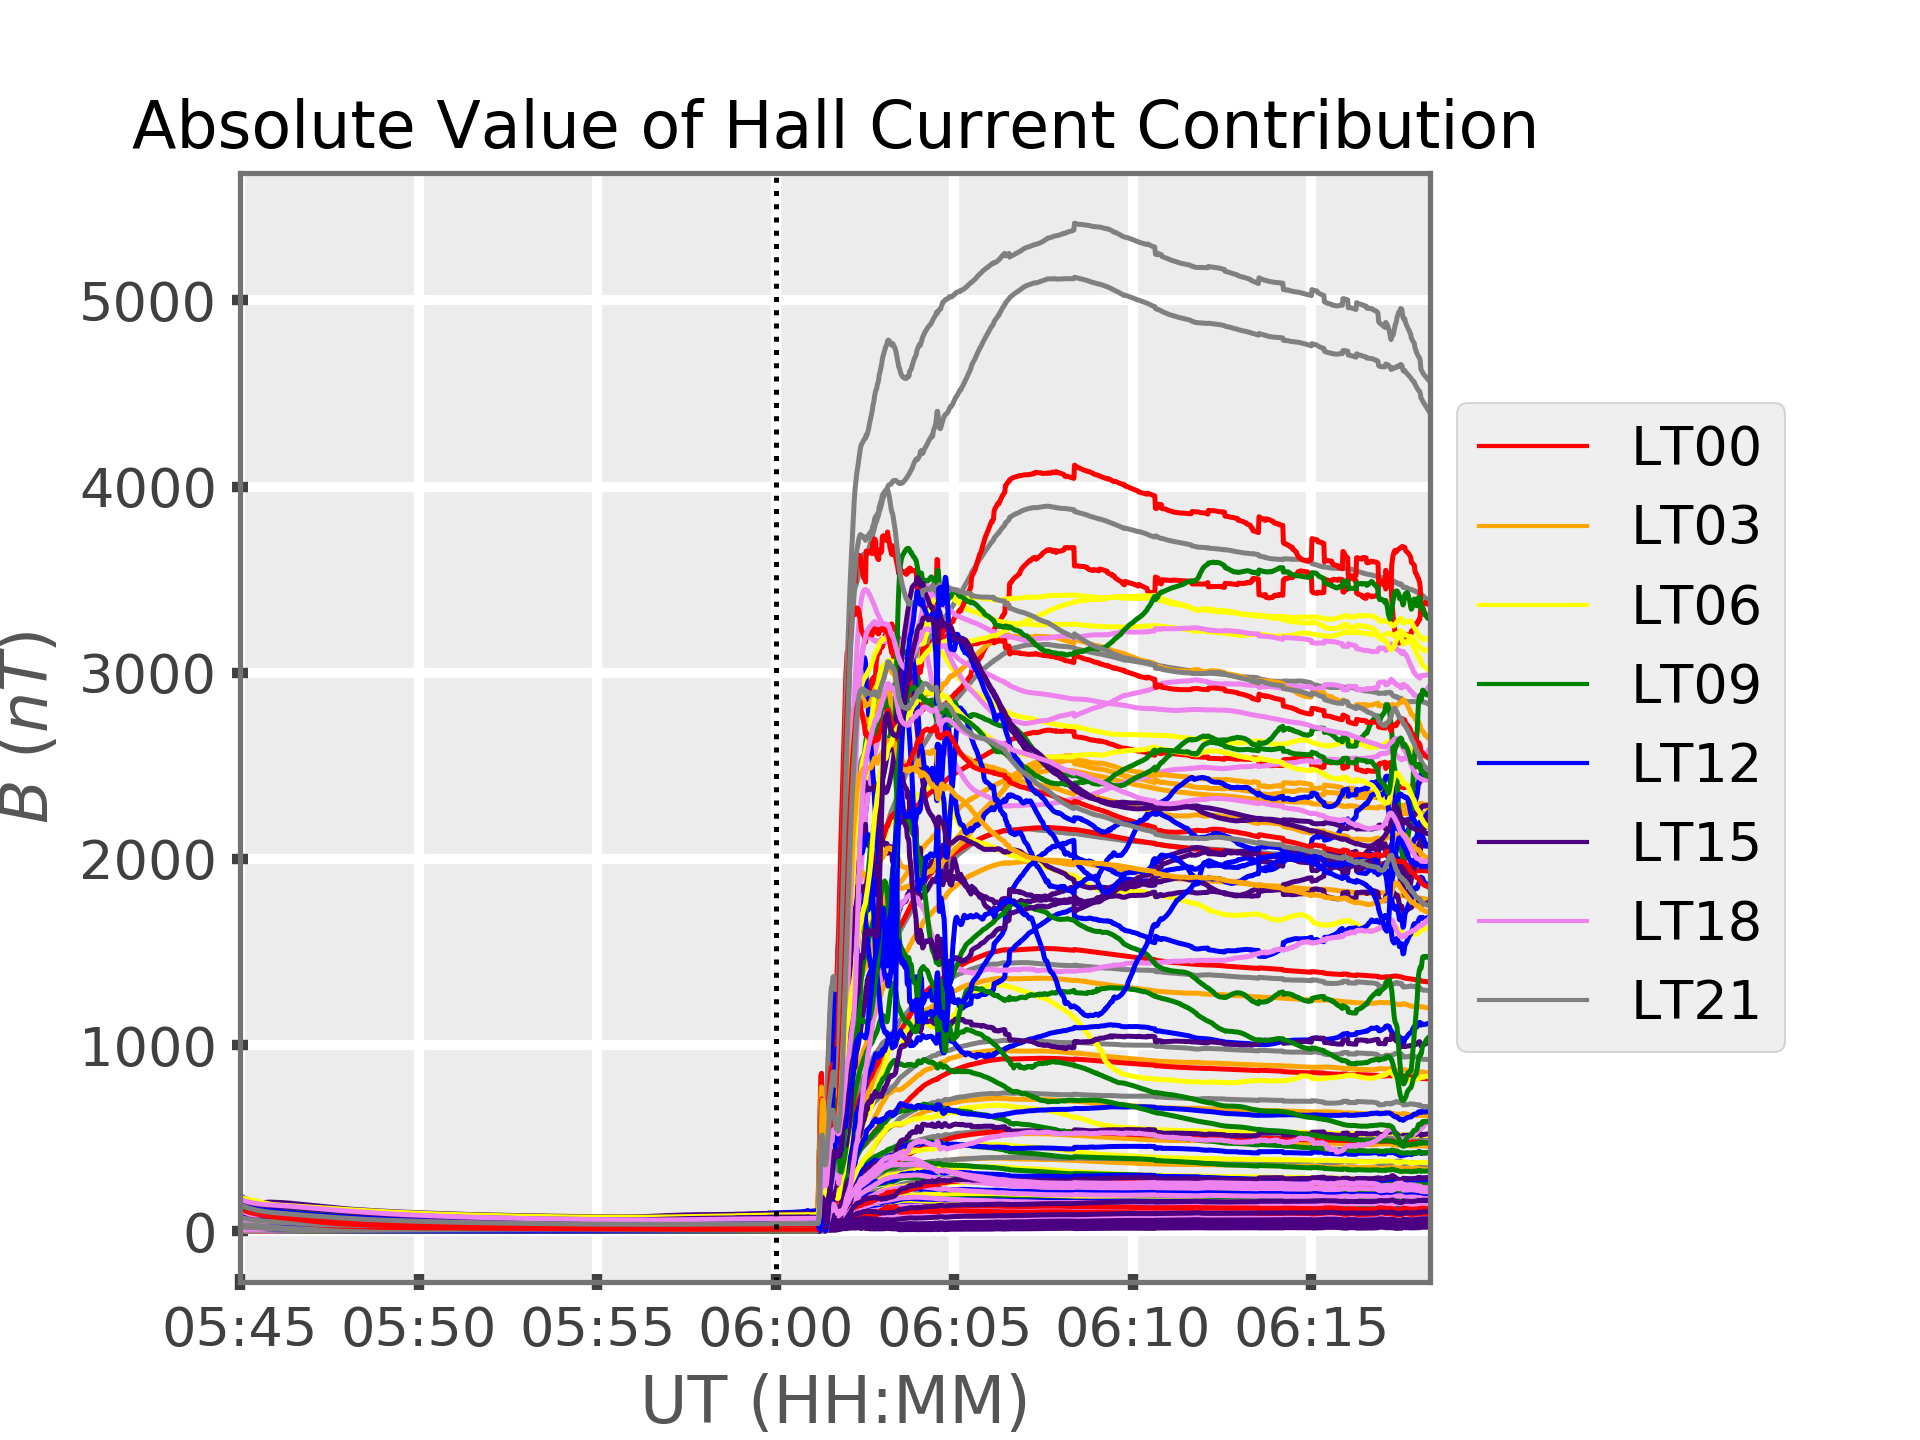 Absolute Value of Hall Current Contribution
B (nT)
5000
4000
3000
2000
1000
0
05:45 05:50 05:55 06:00 06:05 06:10 06:15
UT (HH:MM)
LT00
LT03
LT06
LT09
LT12
LT15
LT18
LT21